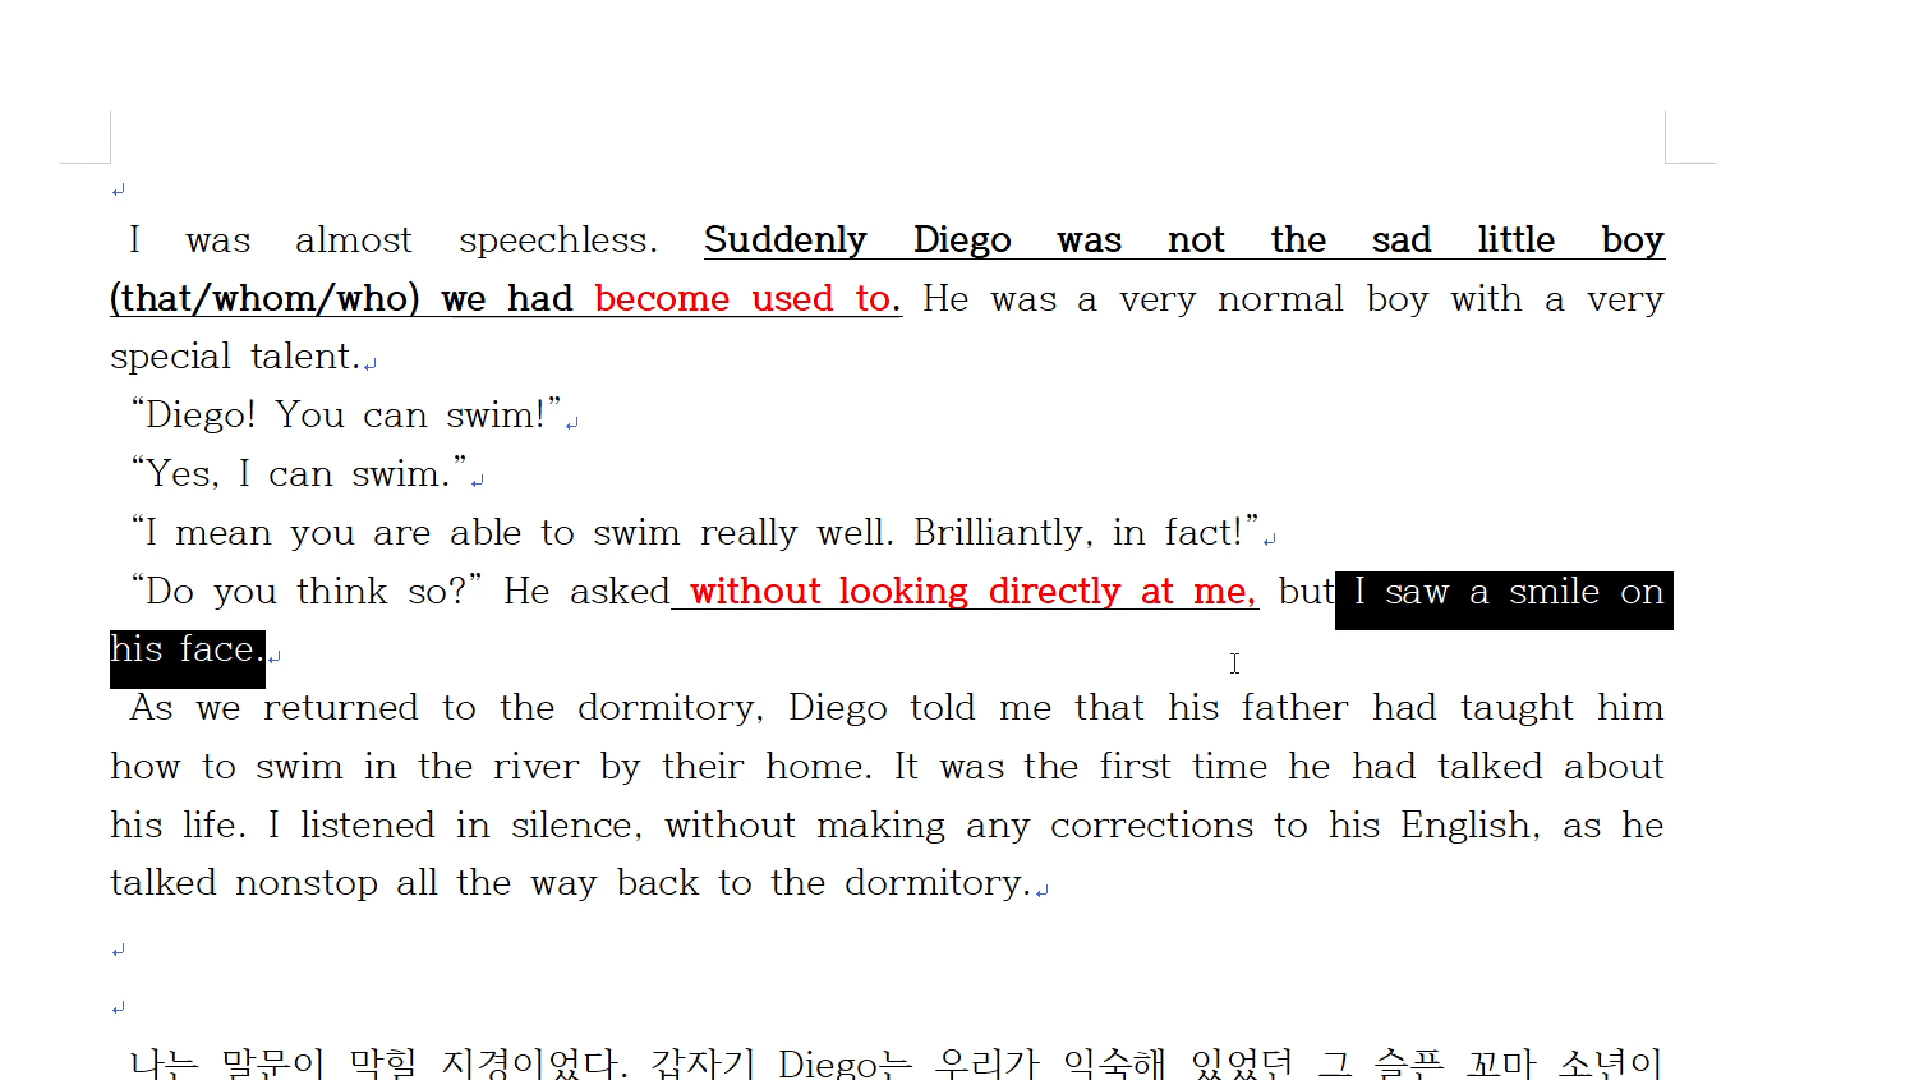 I was almost speechless. Suddenly Diego was not the sad little boy
(that/whom/who) we had become used to. He was a very normal boy with a very
special talent.
“Diego! You can swim!”
“Yes, I can swim.”
“I mean you are able to swim really well. Brilliantly, in fact!”
“Do you think so?” He asked without looking directly at me, but I saw a smile on
his face.
As we returned to the dormitory, Diego told me that his father had taught him
how to swim in the river by their home. It was the first time he had talked about
his life. I listened in silence, without making any corrections to his English, as he
talked nonstop all the way back to the dormitory.
나는 말문이 막힐 지경이었다. 갑자기 Diego는 우리가 익숙해 있었던 그 슬픈 꼬마 소년이